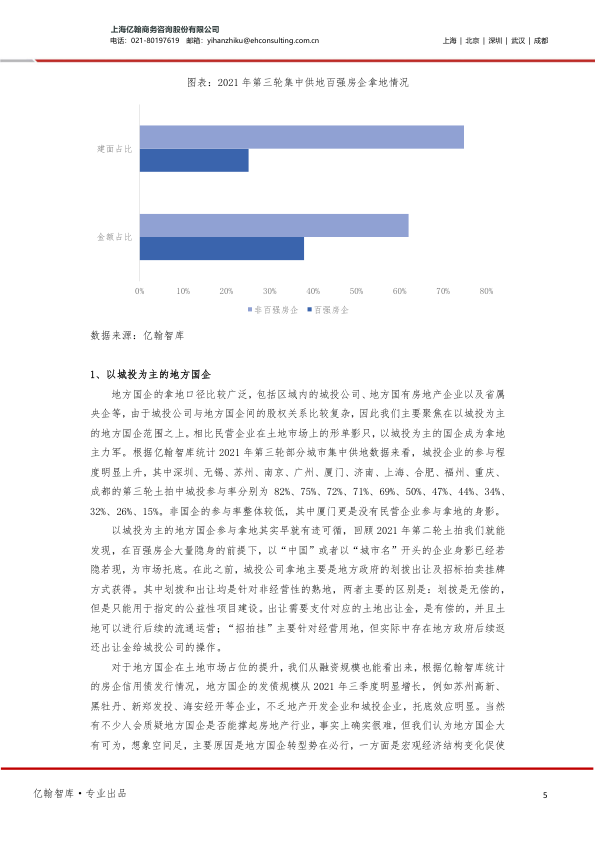 上海亿翰商务咨询股份有限公司
电话：021-80197619 邮箱：yihanzhiku@ehconsulting.com.cn
上海 | 北京 | 深圳 | 武汉 | 成都
图表：2021 年第三轮集中供地百强房企拿地情况
建面占比
金额占比
0% 10% 20% 30% 40% 50% 60% 70% 80%
非百强房企 百强房企
数据来源：亿翰智库
1、以城投为主的地方国企
地方国企的拿地口径比较广泛，包括区域内的城投公司、地方国有房地产企业以及省属
央企等，由于城投公司与地方国企间的股权关系比较复杂，因此我们主要聚焦在以城投为主
的地方国企范围之上。相比民营企业在土地市场上的形单影只，以城投为主的国企成为拿地
主力军。根据亿翰智库统计 2021 年第三轮部分城市集中供地数据来看，城投企业的参与程
度明显上升，其中深圳、无锡、苏州、南京、广州、厦门、济南、上海、合肥、福州、重庆、
成都的第三轮土拍中城投参与率分别为 82%、75%、72%、71%、69%、50%、47%、44%、34%、
32%、26%、15%。非国企的参与率整体较低，其中厦门更是没有民营企业参与拿地的身影。
以城投为主的地方国企参与拿地其实早就有迹可循，回顾 2021 年第二轮土拍我们就能
发现，在百强房企大量隐身的前提下，以“中国”或者以“城市名”开头的企业身影已经若
隐若现，为市场托底。在此之前，城投公司拿地主要是地方政府的划拨出让及招标拍卖挂牌
方式获得。其中划拨和出让均是针对非经营性的熟地，两者主要的区别是：划拨是无偿的，
但是只能用于指定的公益性项目建设。出让需要支付对应的土地出让金，是有偿的，并且土
地可以进行后续的流通运营；“招拍挂”主要针对经营用地，但实际中存在地方政府后续返
还出让金给城投公司的操作。
对于地方国企在土地市场占位的提升，我们从融资规模也能看出来，根据亿翰智库统计
的房企信用债发行情况，地方国企的发债规模从 2021 年三季度明显增长，例如苏州高新、
黑牡丹、新郑发投、海安经开等企业，不乏地产开发企业和城投企业，托底效应明显。当然
有不少人会质疑地方国企是否能撑起房地产行业，事实上确实很难，但我们认为地方国企大
有可为，想象空间足，主要原因是地方国企转型势在必行，一方面是宏观经济结构变化促使
亿翰智库·专业出品
5